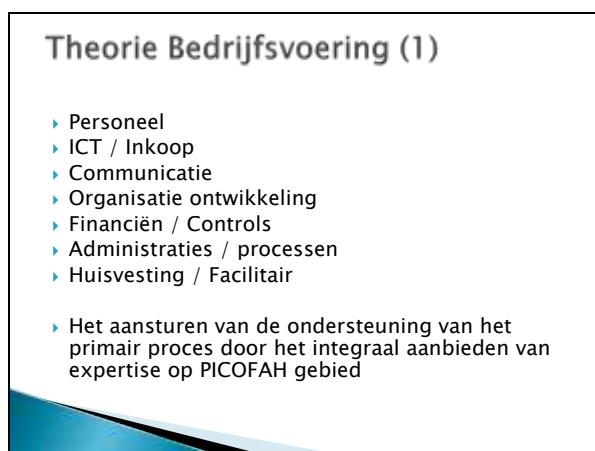 Theorie Bedrijfsvoering (1)
Personeel
ICT / Inkoop
Communicatie
Organisatie ontwikkeling
Financiën / Controls
Administraties / processen
Huisvesting / Facilitair
Het aansturen van de ondersteuning van het
primair proces door het integraal aanbieden van
expertise op PICOFAH gebied